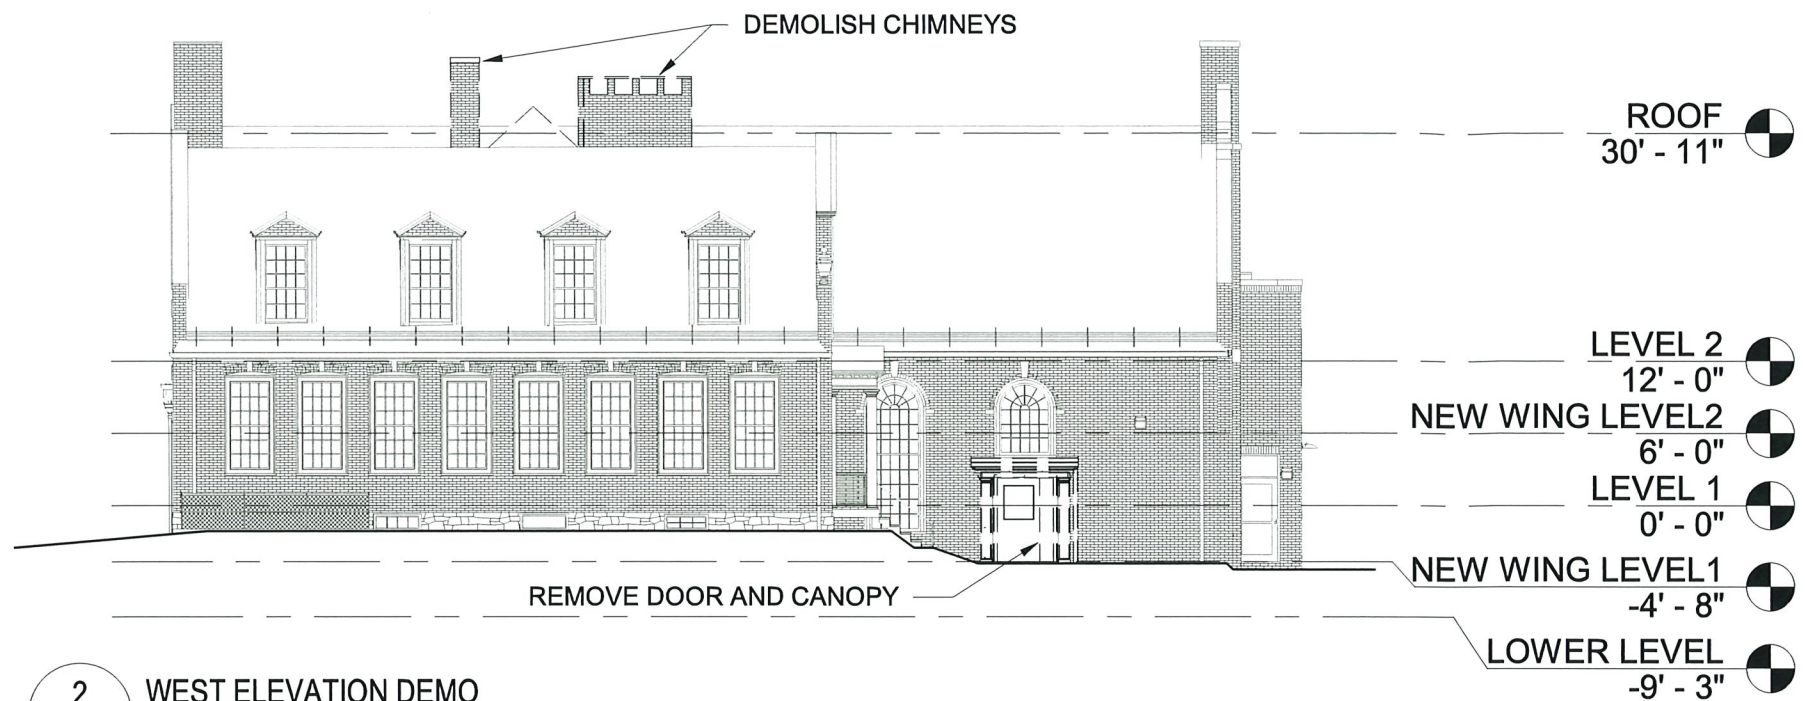 DEMOLISH CHIMNEYS
ROOF
30' - 11"
LEVEL 2
12' - 0"
NEW WING LEVEL2
6' - 0"
LEVEL 1
0' - 0"
NEW WING LEVEL1
-4' - 8"
REMOVE DOOR AND CANOPY
LOWER LEVEL
-9' - 3"
2
WEST ELEVATION DEMO